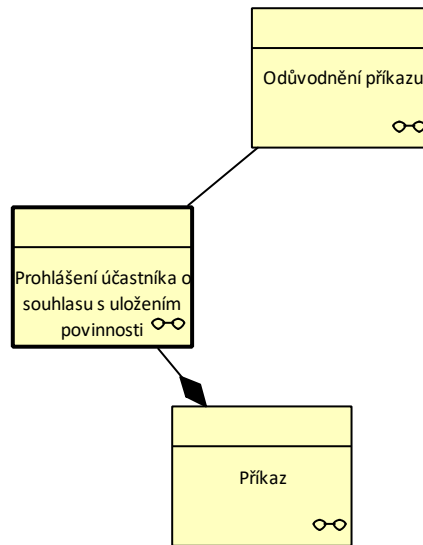 Odůvodnění příkazu
Prohlášení účastníka o
souhlasu s uložením
povinnosti
Příkaz